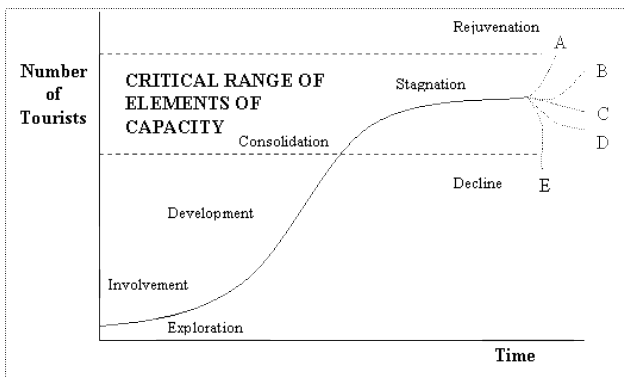 Rejuvenation
A
Number
of
Tourists
CRITICAL RANGE OF
ELEMENTS OF
CAPACITY
Stagnation
B
C
D
Consolidation
Decline
E
Development
Involvement
Exploration
Time